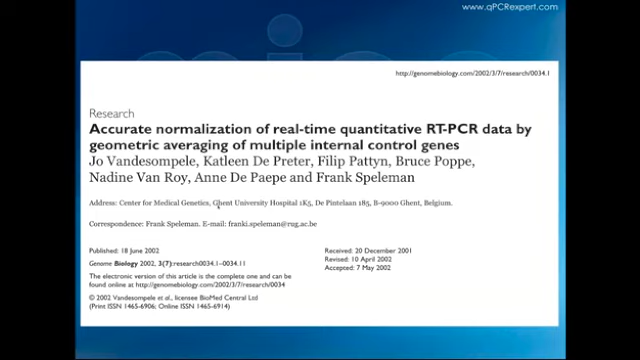 www.qPCRexpert.com
http://genomebiology.com/2002/3/7/research/0034.1
Research
Accurate normalization of real-time quantitative RT-PCR data by
geometric averaging of multiple internal control genes
Jo Vandesompele, Katleen De Preter, Filip Pattyn, Bruce Poppe,
Nadine Van Roy, Anne De Paepe and Frank Speleman
Address: Center for Medical Genetics, Ghent University Hospital 1K5, De Pintelaan 185, B-9000 Ghent, Belgium.
Correspondence: Frank Speleman. E-mail: franki.speleman@rug.ac.be
Published: 18 June 2002
Genome Biology 2002, 3(7):research0034.1–0034.11
The electronic version of this article is the complete one and can be
found online at http://genomebiology.com/2002/3/7/research/0034
© 2002 Vandesompele et al., licensee BioMed Central Ltd
(Print ISSN 1465-6906; Online ISSN 1465-6914)
Received: 20 December 2001
Revised: 10 April 2002
Accepted: 7 May 2002